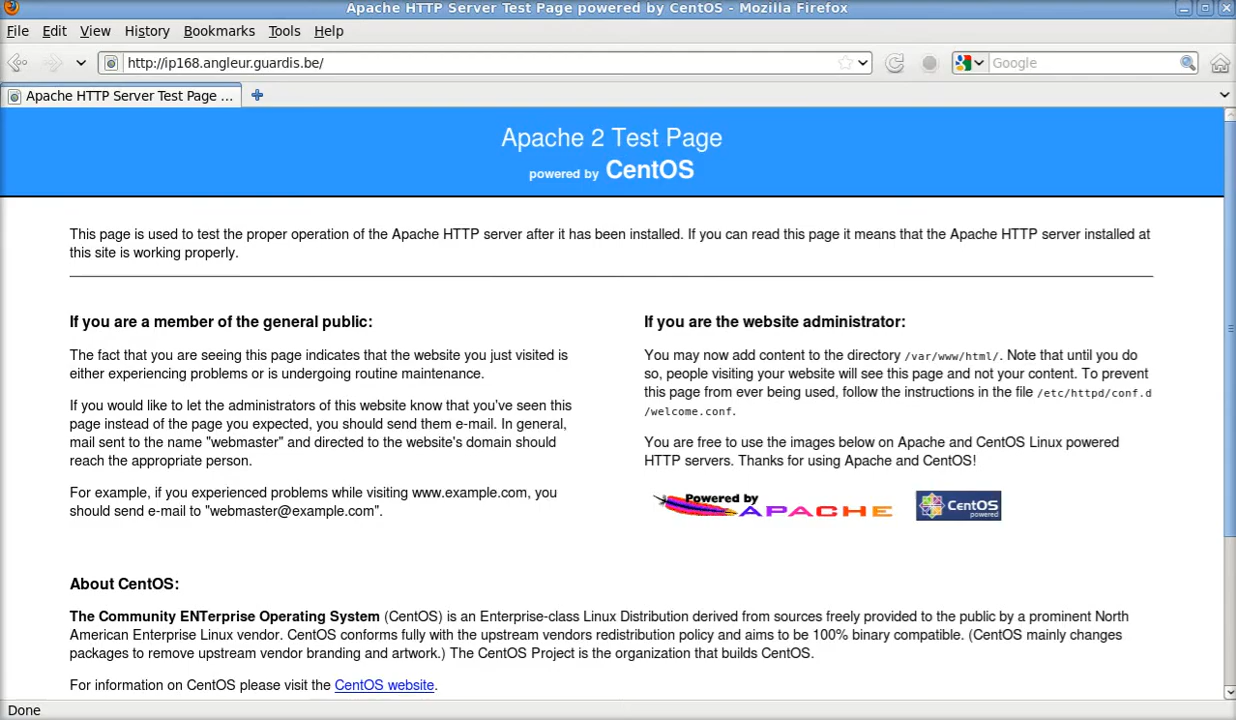 Apache HTTP Server Test Page powered by CentOS - Mozilla Firefox
File Edit View History Bookmarks Tools Help
http://ip168.angleur.guardis.be/ Google
Apache HTTP Server Test Page ...
Apache 2 Test Page
powered by CentOS
This page is used to test the proper operation of the Apache HTTP server after it has been installed. If you can read this page it means that the Apache HTTP server installed at
this site is working properly.
If you are a member of the general public:
The fact that you are seeing this page indicates that the website you just visited is
either experiencing problems or is undergoing routine maintenance.
If you would like to let the administrators of this website know that you've seen this
page instead of the page you expected, you should send them e-mail. In general,
mail sent to the name "webmaster" and directed to the website's domain should
reach the appropriate person.
For example, if you experienced problems while visiting www.example.com, you
should send e-mail to "webmaster@example.com".
If you are the website administrator:
You may now add content to the directory /var/www/html/. Note that until you do
so, people visiting your website will see this page and not your content. To prevent
this page from ever being used, follow the instructions in the file /etc/httpd/conf.d
/welcome.conf.
You are free to use the images below on Apache and CentOS Linux powered
HTTP servers. Thanks for using Apache and CentOS!
Powered by
APACHE
CentOS
powered
About CentOS:
The Community ENTerprise Operating System (CentOS) is an Enterprise-class Linux Distribution derived from sources freely provided to the public by a prominent North
American Enterprise Linux vendor. CentOS conforms fully with the upstream vendors redistribution policy and aims to be 100% binary compatible. (CentOS mainly changes
packages to remove upstream vendor branding and artwork.) The CentOS Project is the organization that builds CentOS.
For information on CentOS please visit the CentOS website.
Done